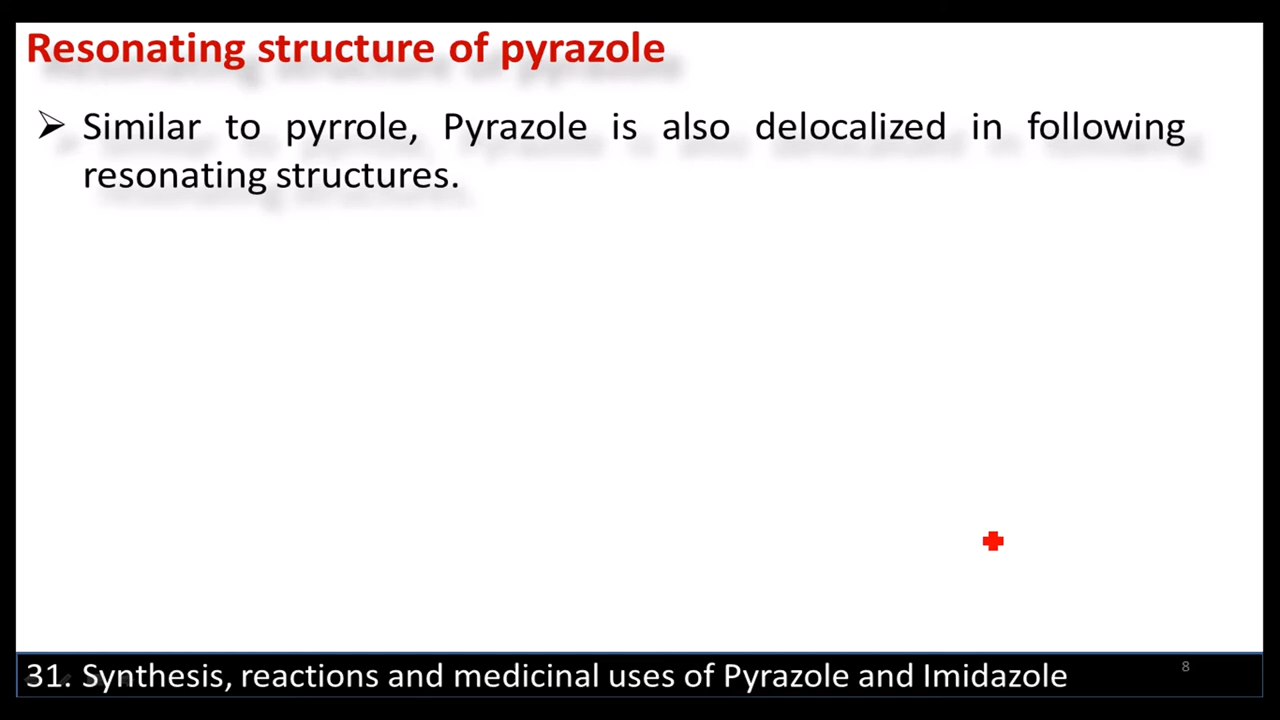 Resonating structure of pyrazole
➢ Similar to pyrrole, Pyrazole is also delocalized in following
resonating structures.
31. Synthesis, reactions and medicinal uses of Pyrazole and Imidazole
8